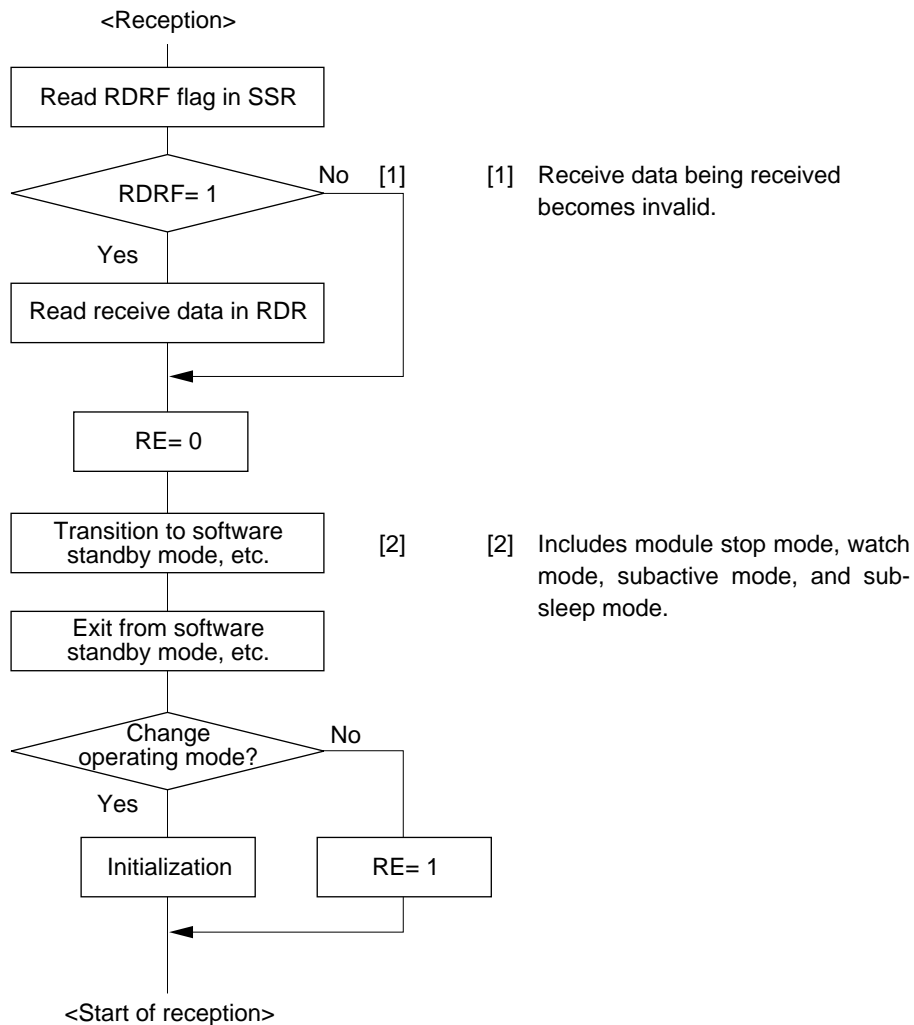 <Reception>
Read RDRF flag in SSR
RDRF= 1
No [1]
[1] Receive data being received
becomes invalid.
Yes
Read receive data in RDR
RE= 0
Transition to software
standby mode, etc.
[2]
[2] Includes module stop mode, watch
mode, subactive mode, and sub-
sleep mode.
Exit from software
standby mode, etc.
Change
operating mode?
No
Yes
Initialization
RE= 1
<Start of reception>